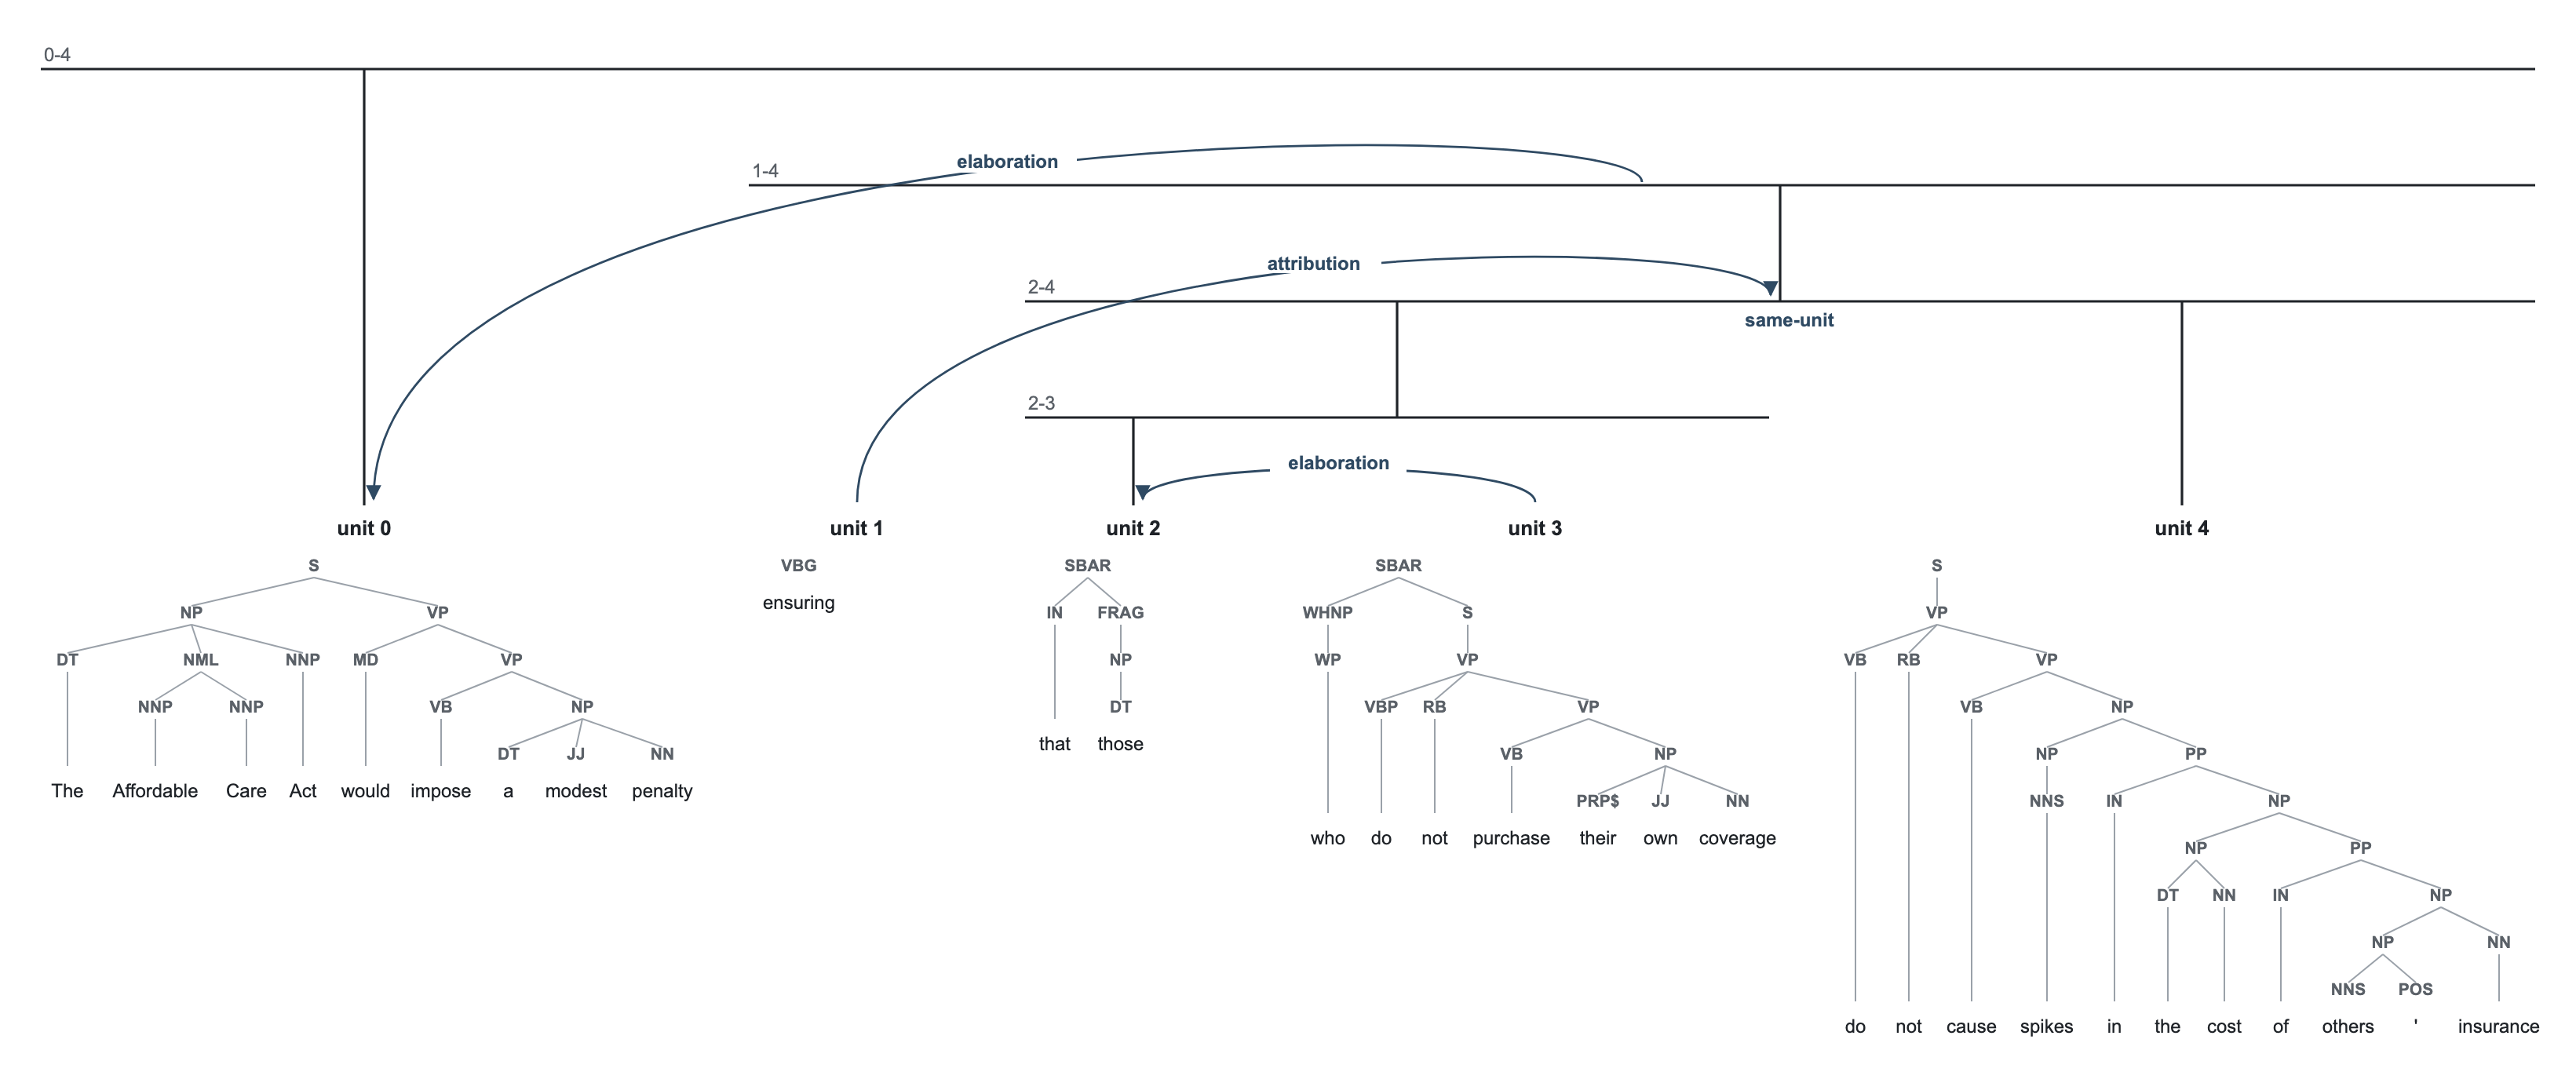 0-4
elaboration
1-4
attribution
2-4
same-unit
2-3
elaboration
unit 0 unit 1 unit 2 unit 3 unit 4
S VBG SBAR SBAR S
ensuring
NP VP IN FRAG WHNP S VP
DT NML NNP MD VP NP WP VP VB RB VP
NNP NNP VB NP DT VBP RB VP VB NP
that those
DT JJ NN VB NP NP PP
The Affordable Care Act would impose a modest penalty
PRP$ JJ NN NNS IN NP
who do not purchase their own coverage
NP PP
DT NN IN NP
NP NN
NNS POS
do not cause spikes in the cost of others ' insurance